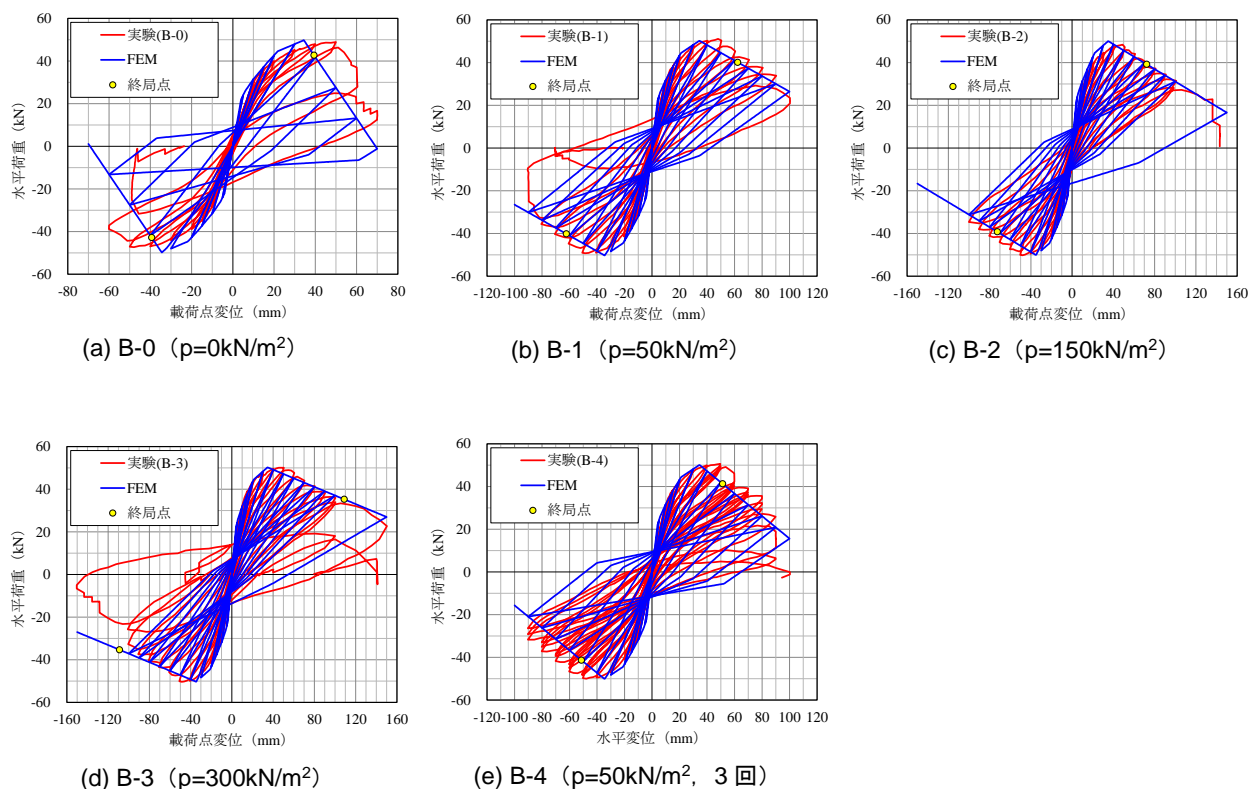 60
40
20
0
-20
-40
-60
水平荷重（kN）
実験(B-0)
FEM
終局点
-80 -60 -40 -20 0 20 40 60 80
載荷点変位（mm）
(a) B-0（p=0kN/m²）
60
40
20
0
-20
-40
-60
水平荷重（kN）
実験(B-1)
FEM
終局点
-120-100 -80 -60 -40 -20 0 20 40 60 80 100 120
載荷点変位（mm）
(b) B-1（p=50kN/m²）
60
40
20
0
-20
-40
-60
水平荷重（kN）
実験(B-2)
FEM
終局点
-160 -120 -80 -40 0 40 80 120 160
載荷点変位（mm）
(c) B-2（p=150kN/m²）
60
40
20
0
-20
-40
-60
水平荷重（kN）
実験(B-3)
FEM
終局点
-160 -120 -80 -40 0 40 80 120 160
載荷点変位（mm）
(d) B-3（p=300kN/m²）
60
40
20
0
-20
-40
-60
水平荷重（kN）
実験(B-4)
FEM
終局点
-120-100 -80 -60 -40 -20 0 20 40 60 80 100 120
水平変位（mm）
(e) B-4（p=50kN/m²，3 回）